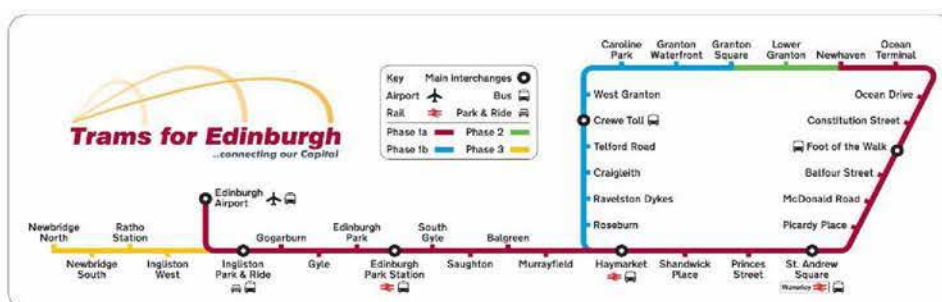 Trams for Edinburgh
...connecting our Capital
Key Main Interchanges
Airport Bus
Rail Park & Ride
Phase 1a Phase 2
Phase 1b Phase 3
Caroline
Park
Granton
Waterfront
Granton
Square
Lower
Granton
Newhaven
Ocean
Terminal
West Granton
Crewe Toll
Telford Road
Craigleith
Ravelston Dykes
Roseburn
Ocean Drive
Constitution Street
Foot of the Walk
Balfour Street
McDonald Road
Picardy Place
Edinburgh
Airport
Newbridge
North
Ratho
Station
Gogarburn
Edinburgh
Park
South
Gyle
Balgreen
Newbridge
South
Ingliston
West
Ingliston
Park & Ride
Gyle
Edinburgh
Park Station
Saughton
Murrayfield
Haymarket
Shandwick
Place
Princes
Street
St. Andrew
Square
Waverley